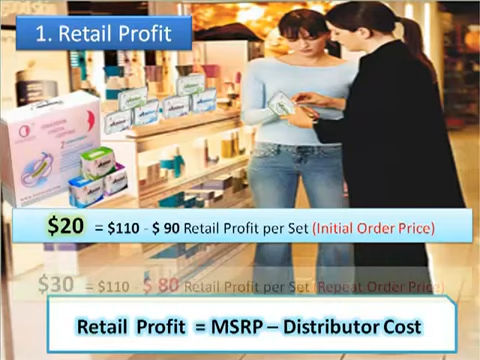 1. Retail Profit
$20 = $110 - $ 90 Retail Profit per Set (Initial Order Price)
$30 = $110 - $ 80 Retail Profit per Set (Repeat Order Price)
Retail Profit = MSRP – Distributor Cost